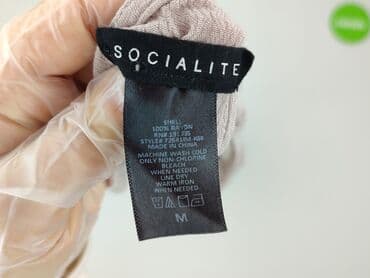 SOCIALITE
SHELL
100% RAYON
MADE IN CHINA
MACHINE WASH COLD
ONLY NON-CHLORINE
BLEACH
WHEN NEEDED
LINE DRY
WARM IRON
WHEN NEEDED
M